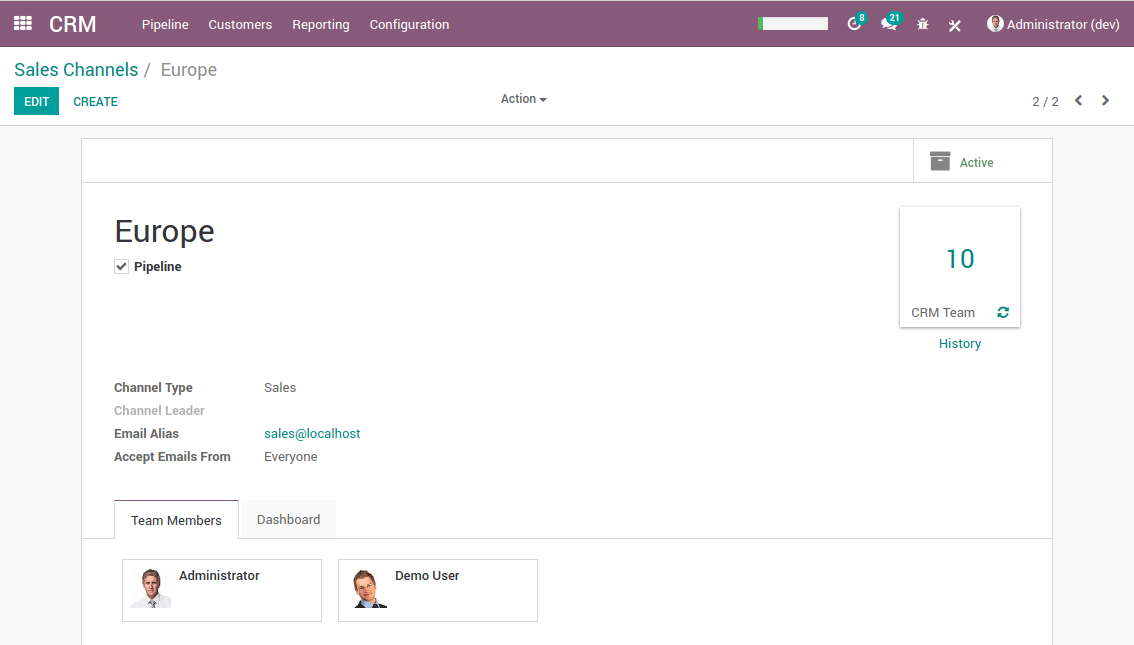 CRM Pipeline Customers Reporting Configuration 8 21 Administrator (dev)
Sales Channels / Europe
EDIT CREATE Action 2 / 2
Active
Europe
Pipeline
10
CRM Team
History
Channel Type Sales
Channel Leader
Email Alias sales@localhost
Accept Emails From Everyone
Team Members Dashboard
Administrator Demo User